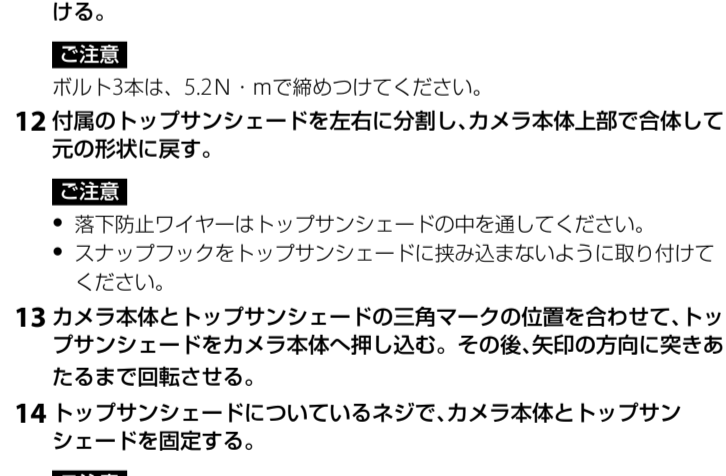 ける。
ご注意
ボルト3本は、5.2N・mで締めつけてください。
12 付属のトップサンシェードを左右に分割し、カメラ本体上部で合体して
元の形状に戻す。
ご注意
• 落下防止ワイヤーはトップサンシェードの中を通してください。
• スナップフックをトップサンシェードに挟み込まないように取り付けて
ください。
13 カメラ本体とトップサンシェードの三角マークの位置を合わせて、トッ
プサンシェードをカメラ本体へ押し込む。その後、矢印の方向に突きあ
たるまで回転させる。
14 トップサンシェードについているネジで、カメラ本体とトップサン
シェードを固定する。